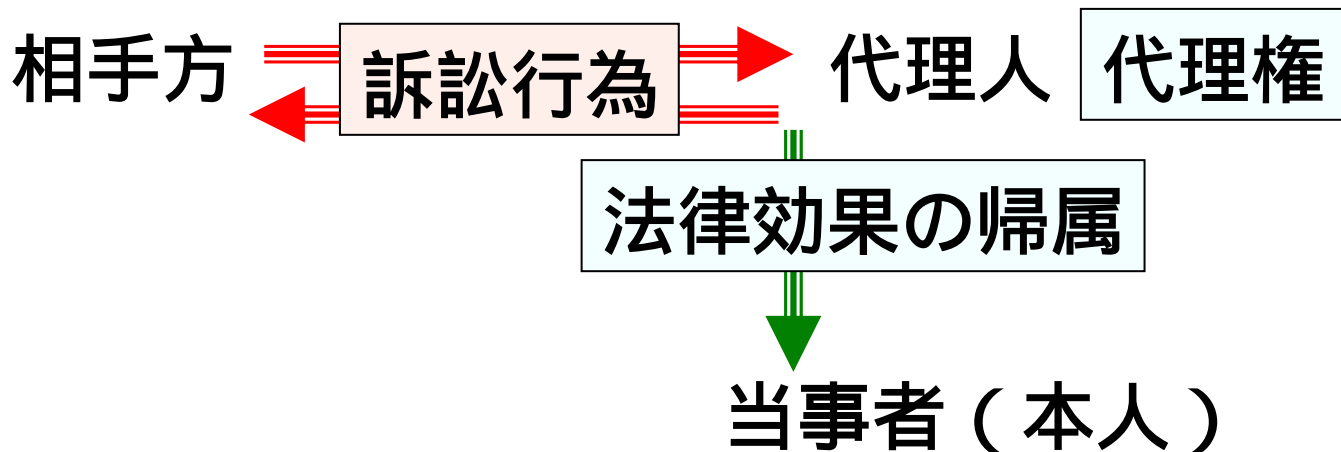 相手方 訴訟行為 代理人 代理権
法律効果の帰属
当事者(本人)